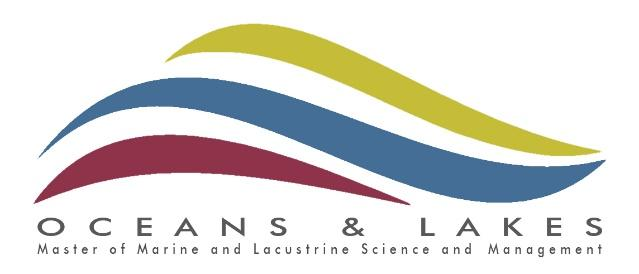 OCEANS & LAKES
Master of Marine and Lacustrine Science and Management